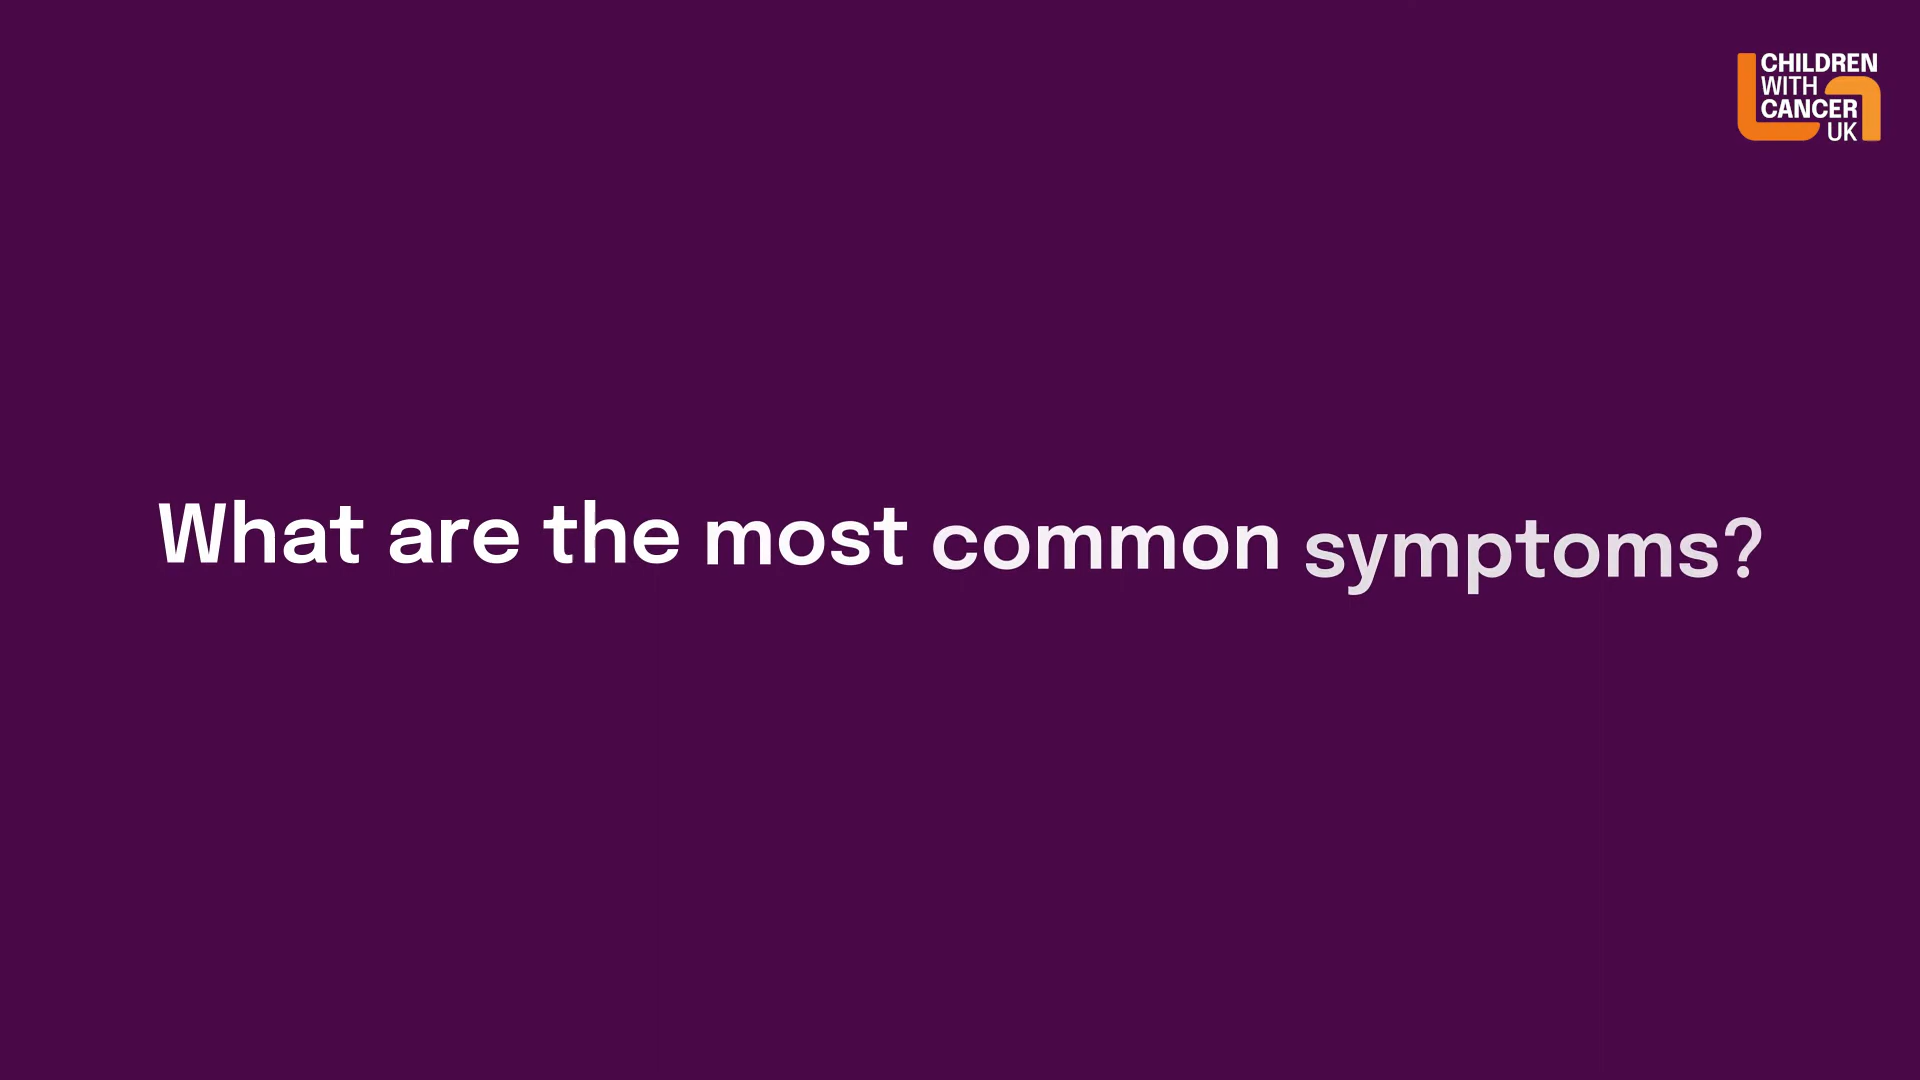 CHILDREN
WITH
CANCER
UK
What are the most common symptoms?